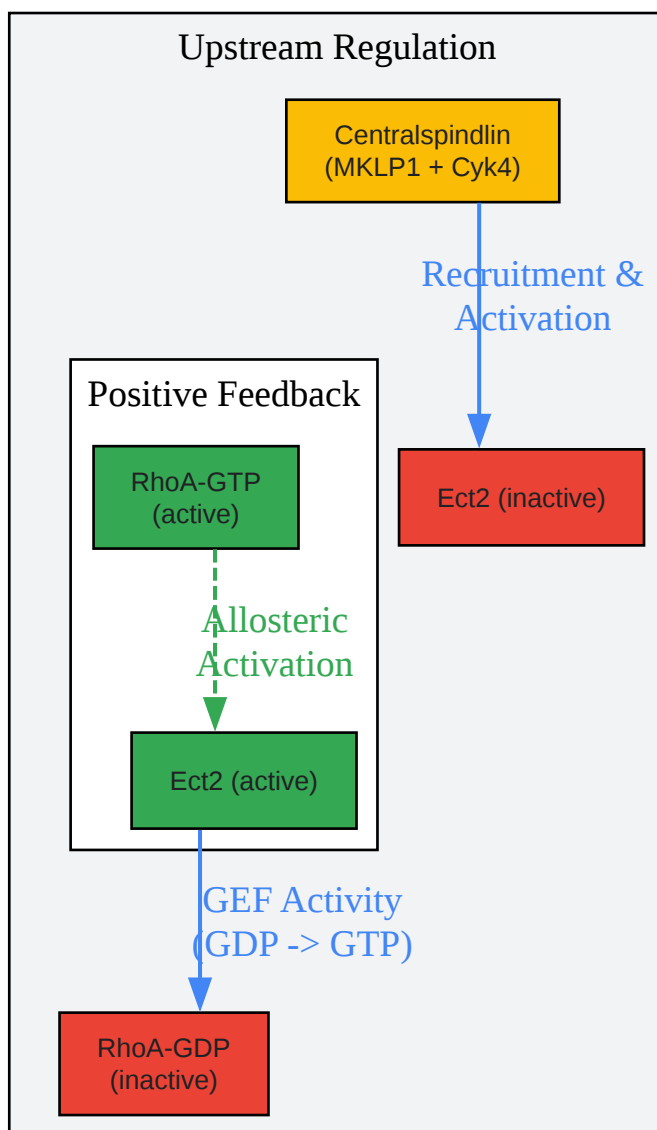 Upstream Regulation
Centralspindlin
(MKLP1 + Cyk4)
Recruitment &
Activation
Positive Feedback
RhoA-GTP
(active)
Ect2 (inactive)
Allosteric
Activation
Ect2 (active)
GEF Activity
(GDP -> GTP)
RhoA-GDP
(inactive)